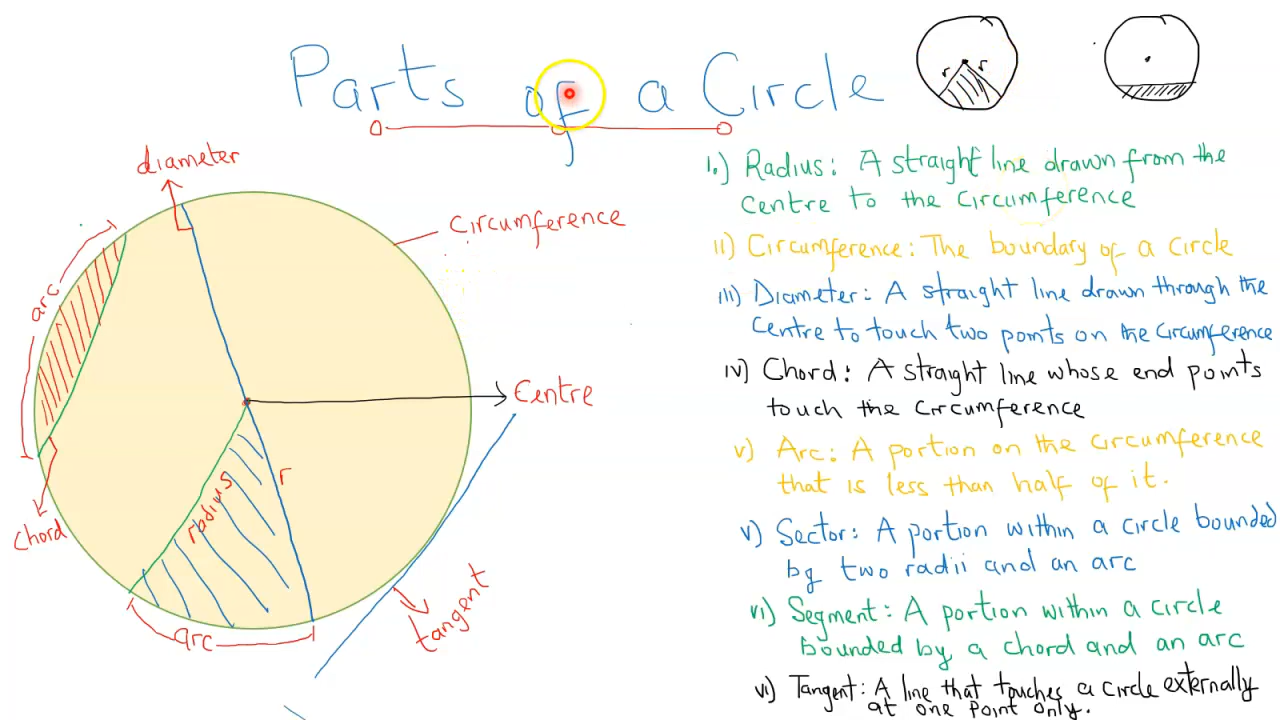 Parts of a Circle
r r
diameter
circumference
arc
Centre
radius
r
chord
tangent
arc
i.) Radius: A straight line drawn from the
centre to the circumference
ii) Circumference: The boundary of a circle
iii) Diameter: A straight line drawn through the
centre to touch two points on the circumference
iv) Chord: A straight line whose end points
touch the circumference
v) Arc: A portion on the circumference
that is less than half of it.
v) Sector: A portion within a circle bounded
by two radii and an arc
vi) Segment: A portion within a circle
bounded by a chord and an arc
vi) Tangent: A line that touches a circle externally
at one point only.